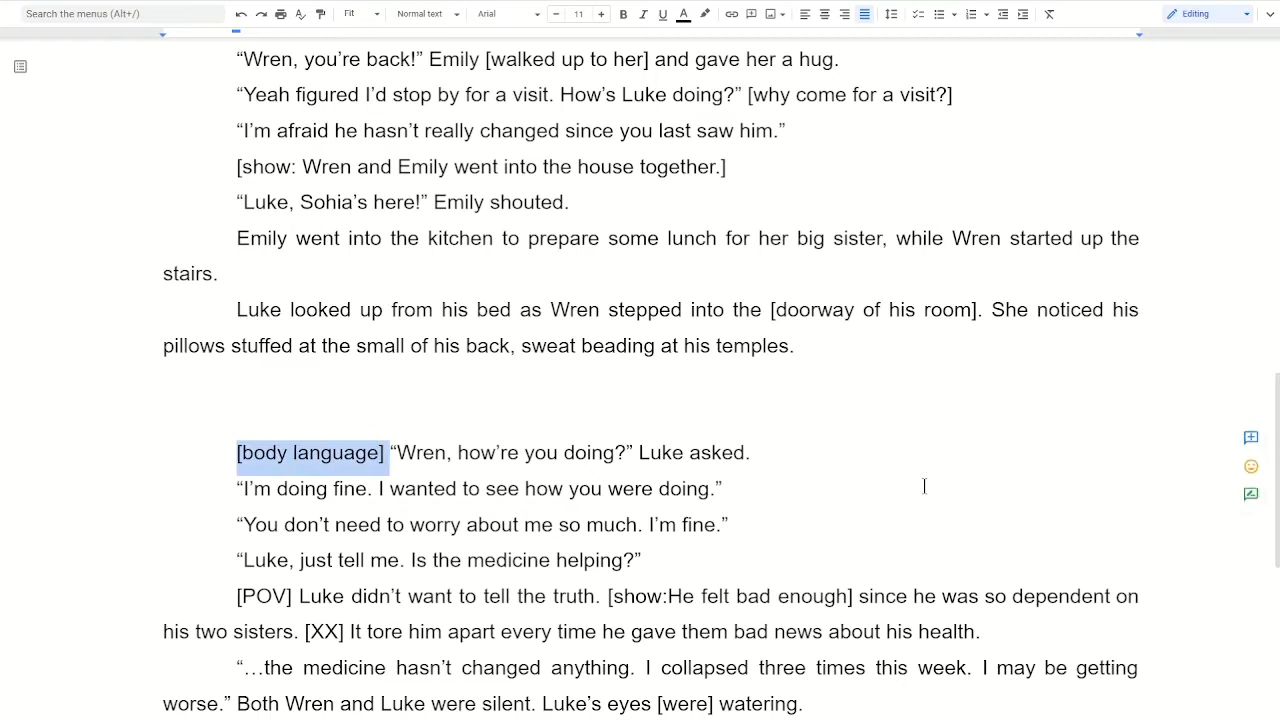 Search the menus (Alt+/)
Fit
Normal text
Arial
11
B I U A
Editing
“Wren, you’re back!” Emily [walked up to her] and gave her a hug.
“Yeah figured I’d stop by for a visit. How’s Luke doing?” [why come for a visit?]
“I’m afraid he hasn’t really changed since you last saw him.”
[show: Wren and Emily went into the house together.]
“Luke, Sohia’s here!” Emily shouted.
Emily went into the kitchen to prepare some lunch for her big sister, while Wren started up the
stairs.
Luke looked up from his bed as Wren stepped into the [doorway of his room]. She noticed his
pillows stuffed at the small of his back, sweat beading at his temples.
[body language] “Wren, how’re you doing?” Luke asked.
“I’m doing fine. I wanted to see how you were doing.”
“You don’t need to worry about me so much. I’m fine.”
“Luke, just tell me. Is the medicine helping?”
[POV] Luke didn’t want to tell the truth. [show:He felt bad enough] since he was so dependent on
his two sisters. [XX] It tore him apart every time he gave them bad news about his health.
“…the medicine hasn’t changed anything. I collapsed three times this week. I may be getting
worse.” Both Wren and Luke were silent. Luke’s eyes [were] watering.